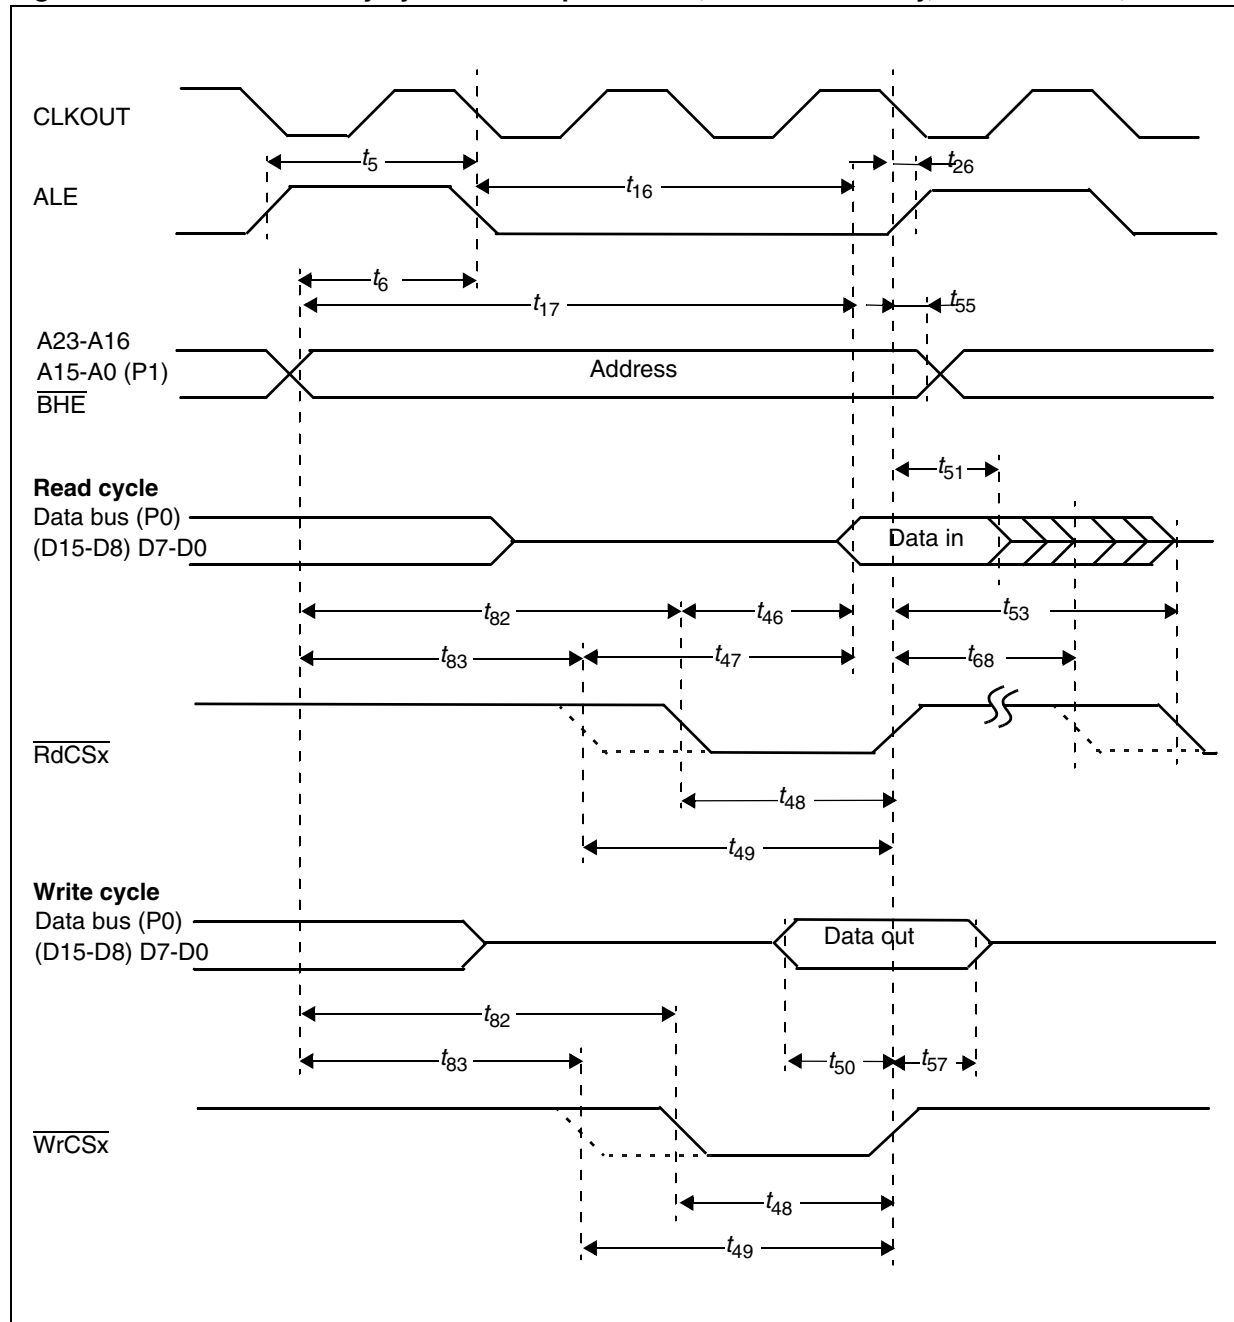 CLKOUT
t5
t26
t16
ALE
t6
t17
t55
A23-A16
A15-A0 (P1)
Address
BHE
t51
Read cycle
Data bus (P0)
(D15-D8) D7-D0
Data in
t82
t46
t53
t83
t47
t68
RdCSx
t48
t49
Write cycle
Data bus (P0)
(D15-D8) D7-D0
Data out
t82
t83
t50
t57
WrCSx
t48
t49